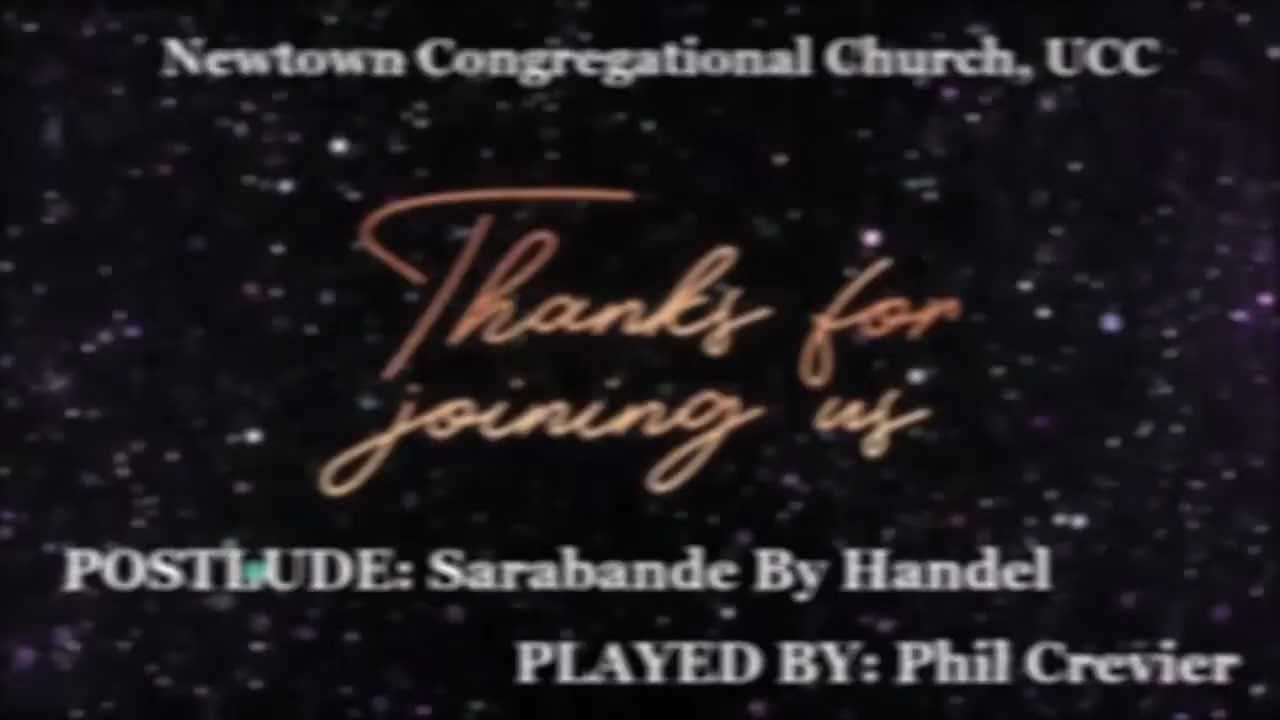 Newtown Congregational Church, UCC
Thanks for
joining us
POSTLUDE: Sarabande By Handel
PLAYED BY: Phil Crevier